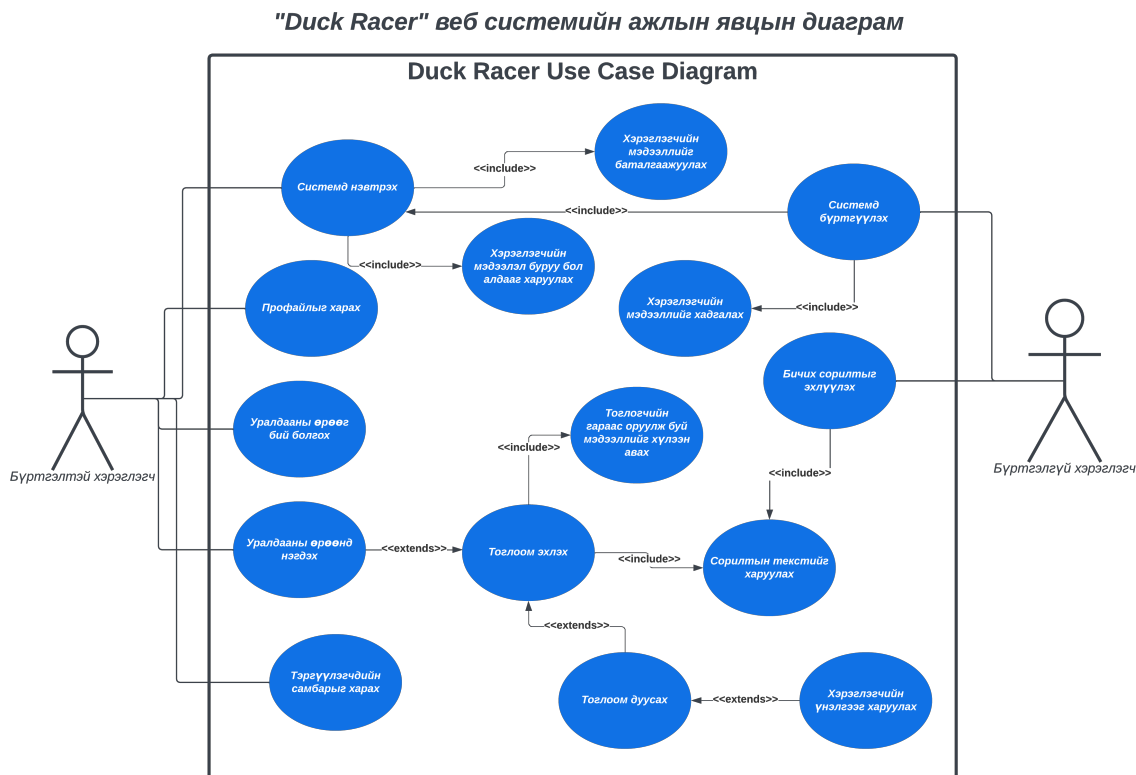 "Duck Racer" веб системийн ажлын явцын диаграм
Duck Racer Use Case Diagram
Хэрэглэгчийн
мэдээллийг
баталгаажуулах
Системд нэвтрэх
<<include>>
Системд
бүртгүүлэх
<<include>>
Хэрэглэгчийн
мэдээлэл буруу бол
алдааг харуулах
<<include>>
Профайлыг харах
Хэрэглэгчийн
мэдээллийг хадгалах
<<include>>
Бичих сорилтыг
эхлүүлэх
Уралдааны өрөөг
бий болгох
Тоглогчийн
гараас оруулж буй
мэдээллийг хүлээн
авах
<<include>>
Бүртгэлтэй хэрэглэгч
Бүртгэлгүй хэрэглэгч
<<include>>
Уралдааны өрөөнд
нэгдэх
<<extends>>
Тоглоом эхлэх
<<include>>
Сорилтын текстийг
харуулах
<<extends>>
Тэргүүлэгчдийн
самбарыг харах
Тоглоом дуусах
<<extends>>
Хэрэглэгчийн
үнэлгээг харуулах